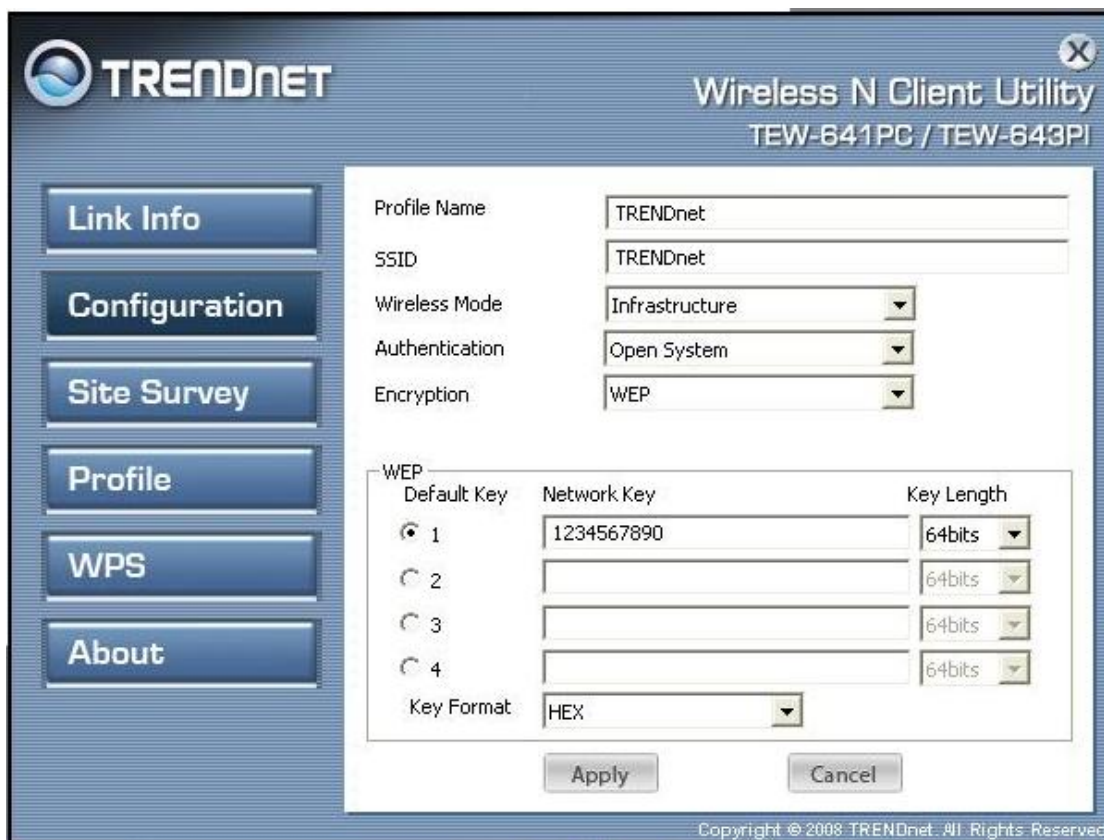 TRENDNET
X
Wireless N Client Utility
TEW-641PC / TEW-643PI
Link Info
Configuration
Site Survey
Profile
WPS
About
Profile Name TRENDnet
SSID TRENDnet
Wireless Mode Infrastructure
Authentication Open System
Encryption WEP
WEP
Default Key Network Key Key Length
1 1234567890 64bits
2 64bits
3 64bits
4 64bits
Key Format HEX
Apply Cancel
Copyright © 2008 TRENDnet. All Rights Reserved